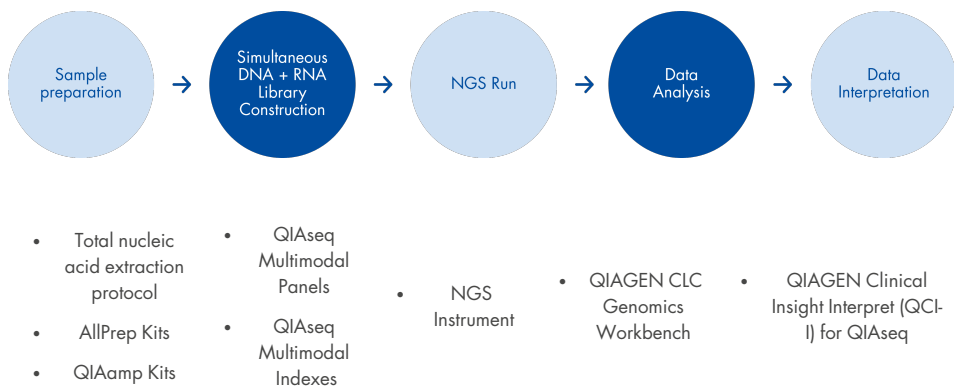 Sample
preparation
Simultaneous
DNA + RNA
Library
Construction
NGS Run
Data
Analysis
Data
Interpretation
• Total nucleic
acid extraction
protocol
• AllPrep Kits
• QIAamp Kits
• QIAseq
Multimodal
Panels
• QIAseq
Multimodal
Indexes
• NGS
Instrument
• QIAGEN CLC
Genomics
Workbench
• QIAGEN Clinical
Insight Interpret (QCI-
I) for QIAseq